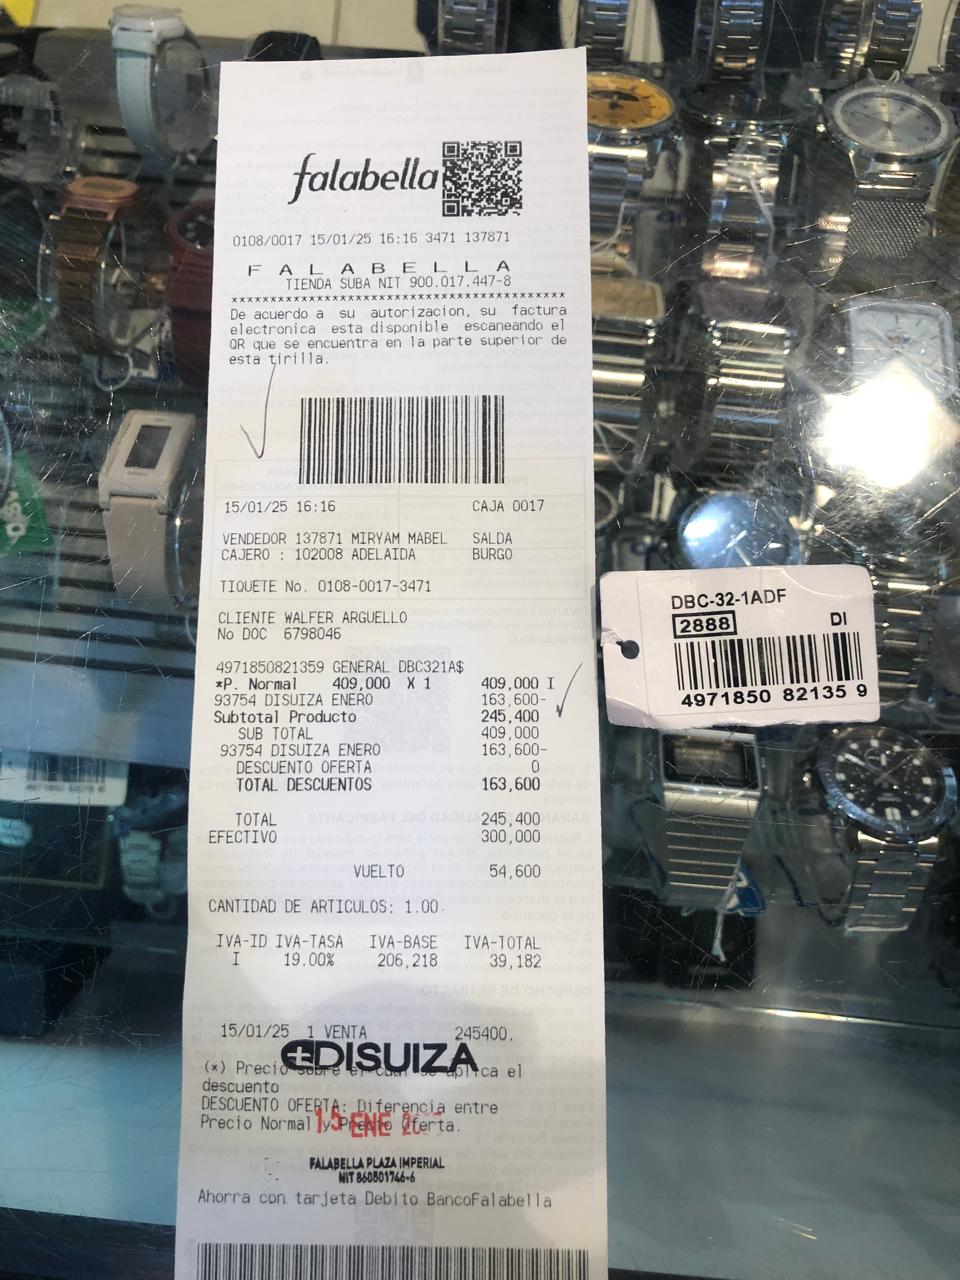 falabella
0108/0017 15/01/25 16:16 3471 137871
F A L A B E L L A
TIENDA SUBA NIT 900.017.447-8
*******************************************
De acuerdo a su autorizacion, su factura
electronica esta disponible escaneando el
QR que se encuentra en la parte superior de
esta tirilla.
15/01/25 16:16 CAJA 0017
VENDEDOR 137871 MIRYAM MABEL SALDA
CAJERO : 102008 ADELAIDA BURGO
TIQUETE No. 0108-0017-3471
CLIENTE WALFER ARGUELLO
No DOC 6798046
4971850821359 GENERAL DBC321A$
*P. Normal 409,000 X 1 409,000 I
93754 DISUIZA ENERO 163,600-
Subtotal Producto 245,400
SUB TOTAL 409,000
93754 DISUIZA ENERO 163,600-
DESCUENTO OFERTA 0
TOTAL DESCUENTOS 163,600
TOTAL 245,400
EFECTIVO 300,000
VUELTO 54,600
CANTIDAD DE ARTICULOS: 1.00
IVA-ID IVA-TASA IVA-BASE IVA-TOTAL
I 19.00% 206,218 39,182
15/01/25 1 VENTA 245400.
DISUIZA
(*) Precio sobre el cual se aplica el
descuento
DESCUENTO OFERTA: Diferencia entre
Precio Normal y Precio Oferta.
15 ENE
FALABELLA PLAZA IMPERIAL
NIT 860501746-6
Ahorra con tarjeta Debito BancoFalabella
DBC-32-1ADF
2888 DI
4971850 82135 9